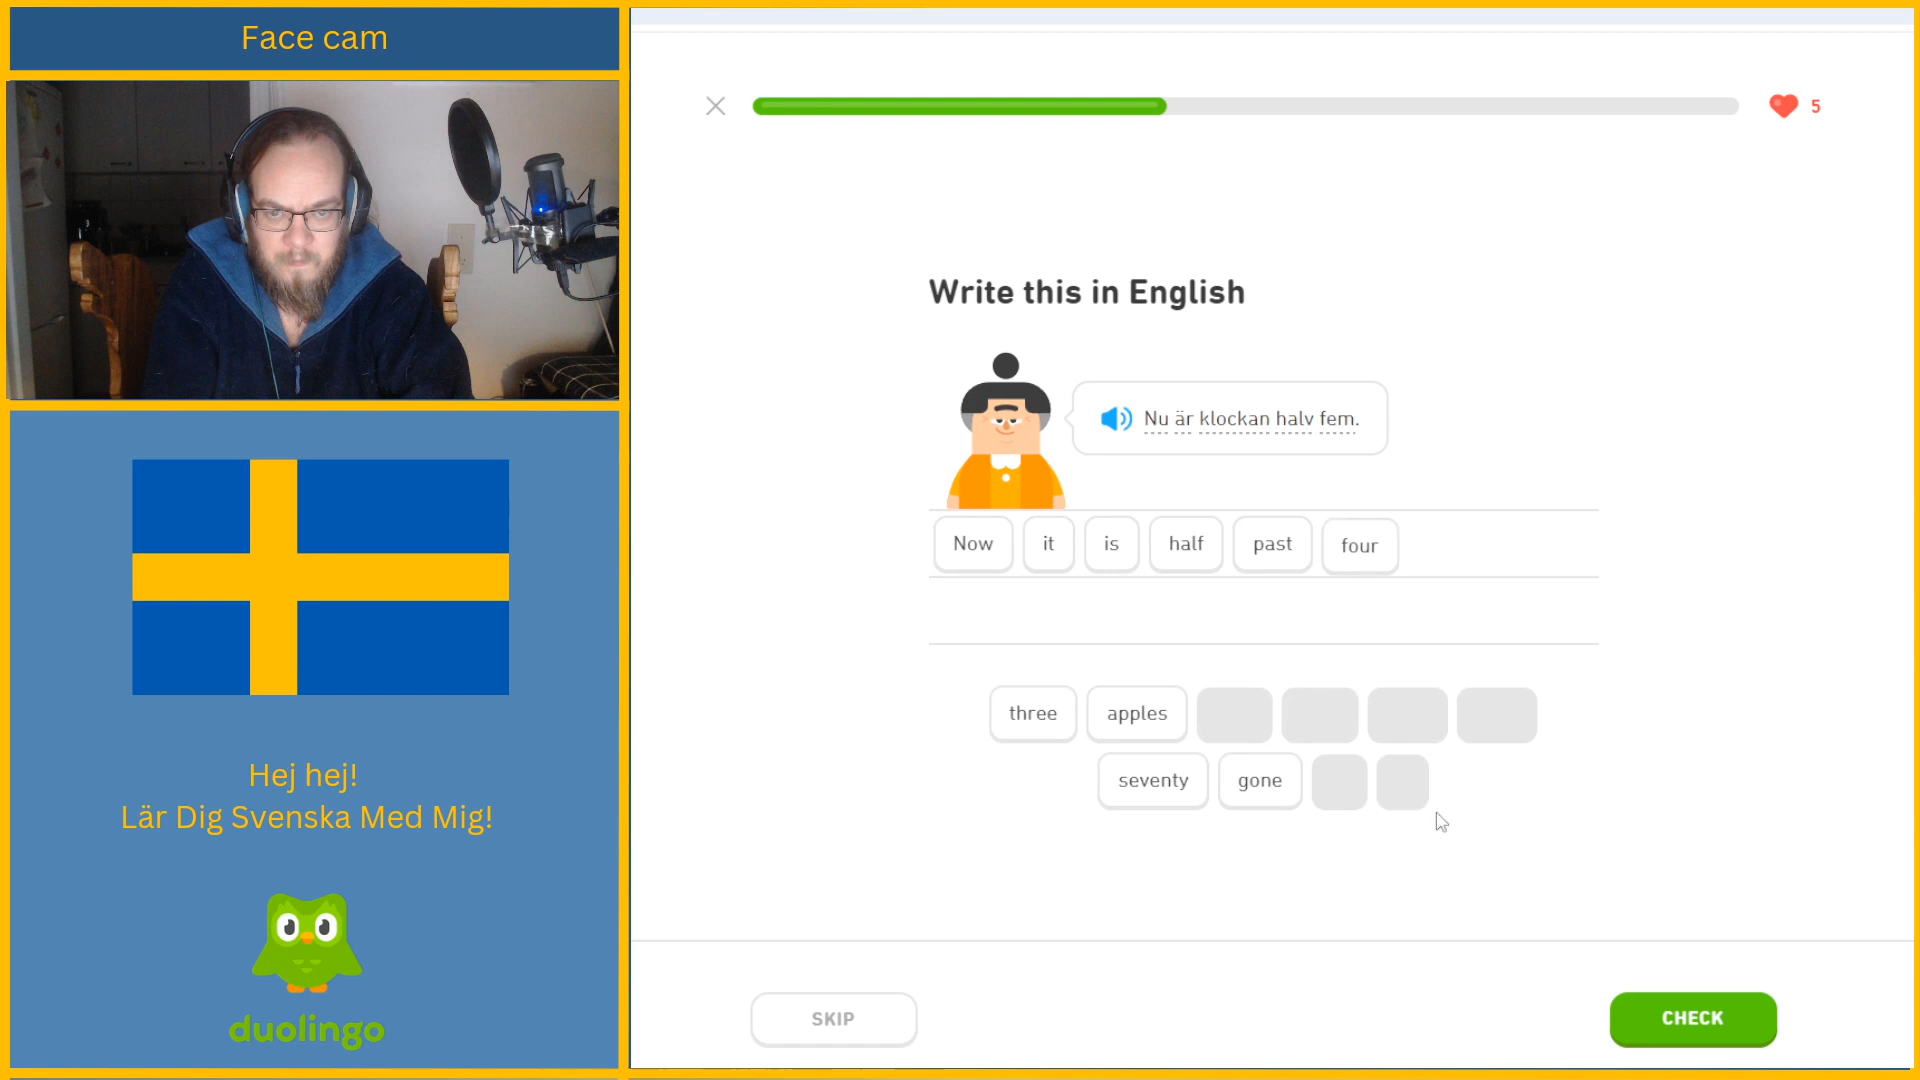 Face cam
5
Write this in English
Nu är klockan halv fem.
Now it is half past four
three apples
seventy gone
Hej hej!
Lär Dig Svenska Med Mig!
duolingo
SKIP
CHECK